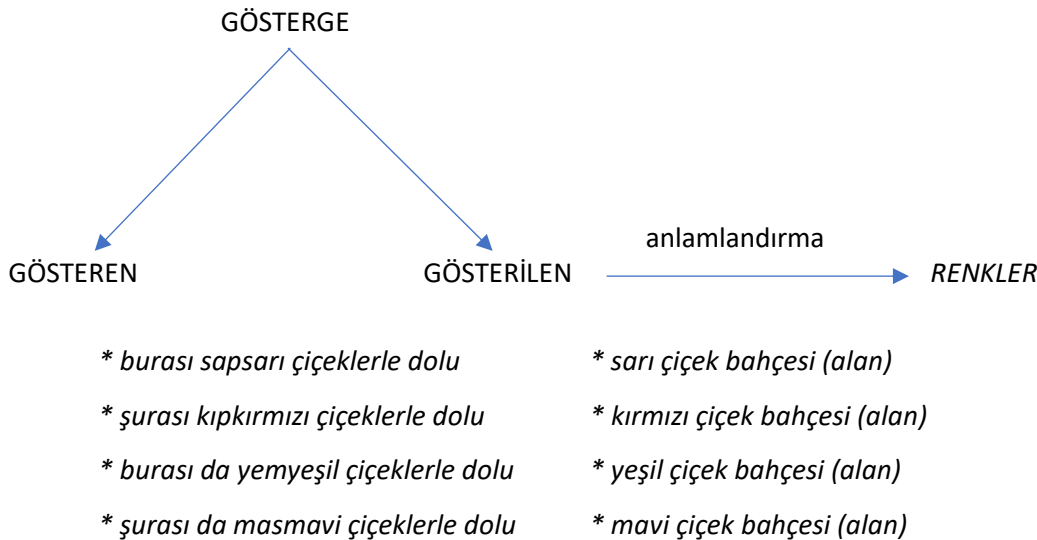 GÖSTERGE
anlamlandırma
GÖSTEREN GÖSTERİLEN RENKLER
* burası sapsarı çiçeklerle dolu * sarı çiçek bahçesi (alan)
* şurası kıpkırmızı çiçeklerle dolu * kırmızı çiçek bahçesi (alan)
* burası da yemyeşil çiçeklerle dolu * yeşil çiçek bahçesi (alan)
* şurası da masmavi çiçeklerle dolu * mavi çiçek bahçesi (alan)